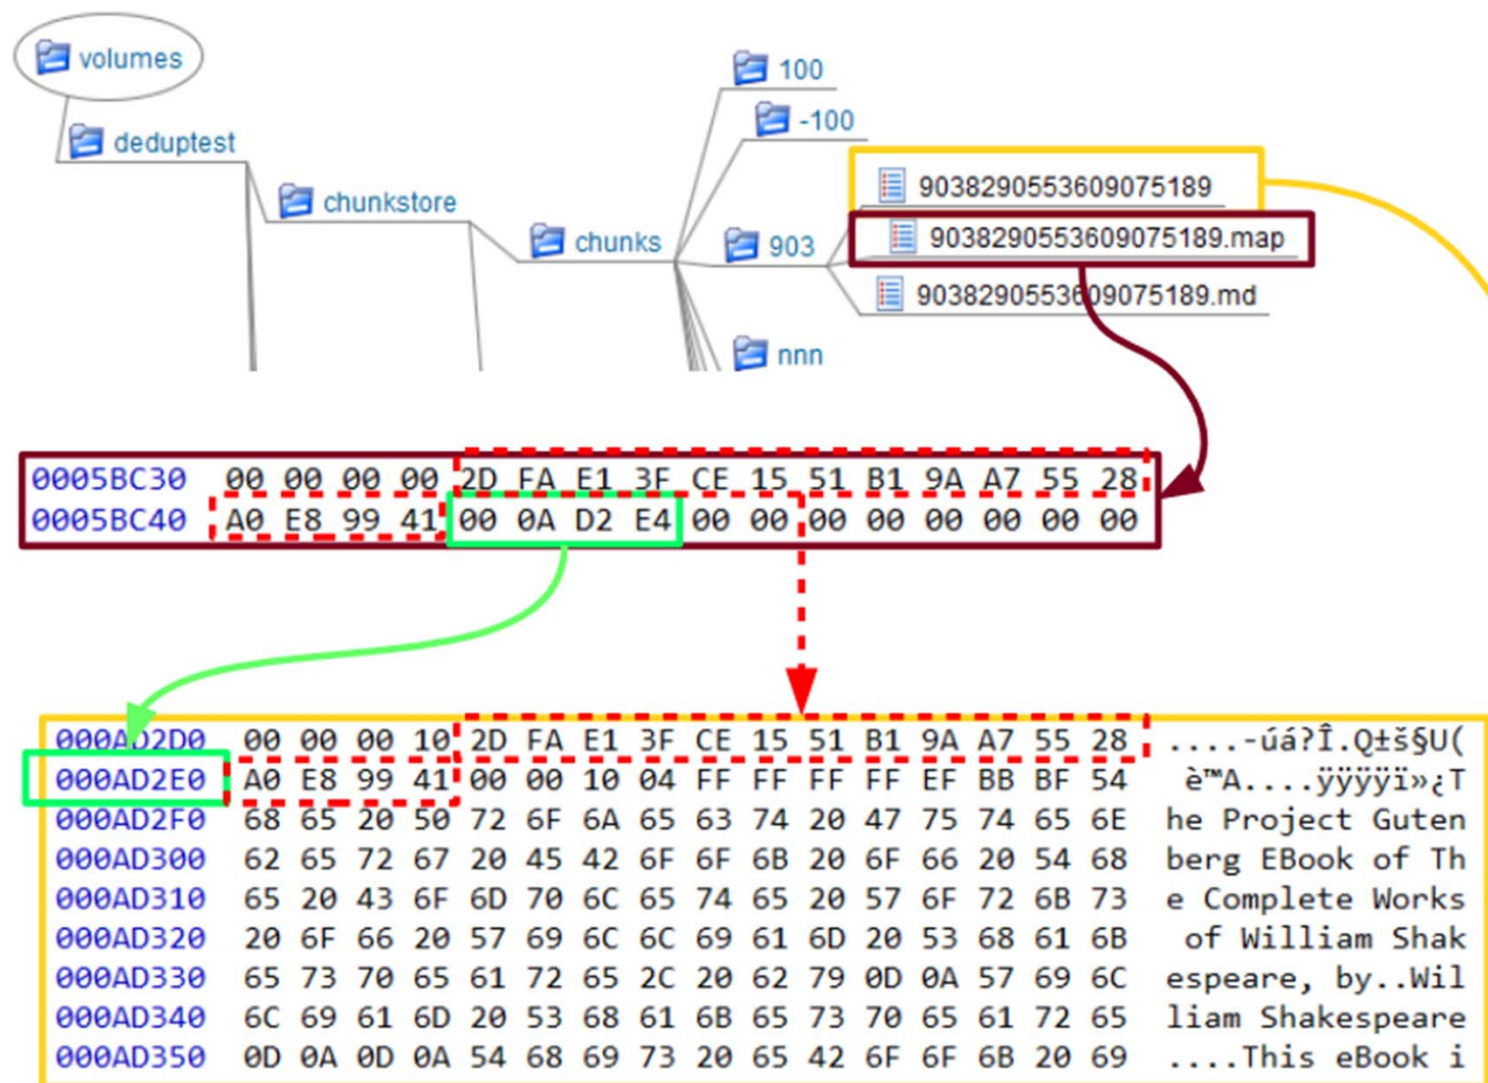 volumes
deduptest
chunkstore
chunks
100
-100
903
nnn
9038290553609075189
9038290553609075189.map
9038290553609075189.md
0005BC30 00 00 00 00 2D FA E1 3F CE 15 51 B1 9A A7 55 28
0005BC40 A0 E8 99 41 00 0A D2 E4 00 00 00 00 00 00 00 00
000AD2D0 00 00 00 10 2D FA E1 3F CE 15 51 B1 9A A7 55 28 ....-úá?Î.Q±š§U(
000AD2E0 A0 E8 99 41 00 00 10 04 FF FF FF FF EF BB BF 54 è™A....ÿÿÿÿï»¿T
000AD2F0 68 65 20 50 72 6F 6A 65 63 74 20 47 75 74 65 6E he Project Guten
000AD300 62 65 72 67 20 45 42 6F 6F 6B 20 6F 66 20 54 68 berg EBook of Th
000AD310 65 20 43 6F 6D 70 6C 65 74 65 20 57 6F 72 6B 73 e Complete Works
000AD320 20 6F 66 20 57 69 6C 6C 69 61 6D 20 53 68 61 6B of William Shak
000AD330 65 73 70 65 61 72 65 2C 20 62 79 0D 0A 57 69 6C espeare, by..Wil
000AD340 6C 69 61 6D 20 53 68 61 6B 65 73 70 65 61 72 65 liam Shakespeare
000AD350 0D 0A 0D 0A 54 68 69 73 20 65 42 6F 6F 6B 20 69 ....This eBook i